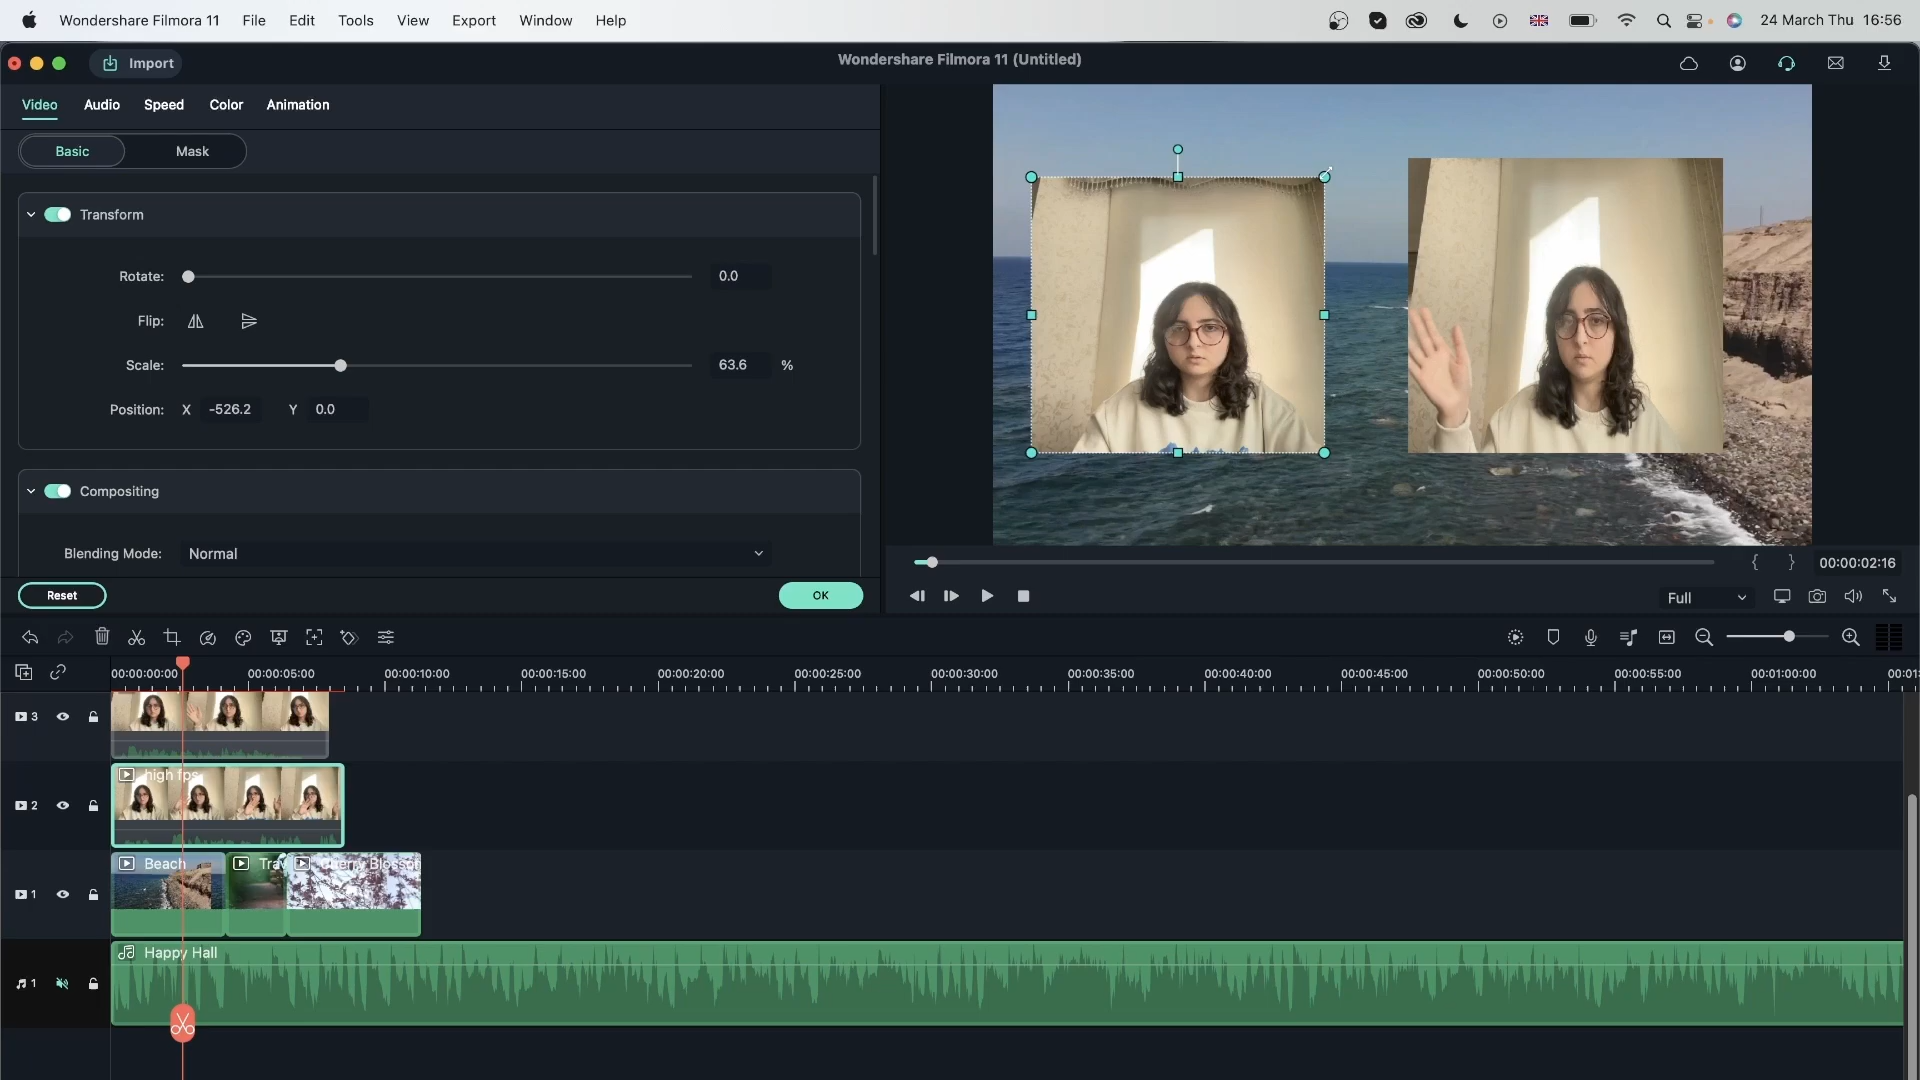 Wondershare Filmora 11 File Edit Tools View Export Window Help 24 March Thu 16:56
Import Wondershare Filmora 11 (Untitled)
Video Audio Speed Color Animation
Basic Mask
Transform
Rotate: 0.0
Flip:
Scale: 63.6 %
Position: X -526.2 Y 0.0
Compositing
Blending Mode: Normal
Reset OK
{ } 00:00:02:16
Full
00:00:00:00 00:00:05:00 00:00:10:00 00:00:15:00 00:00:20:00 00:00:25:00 00:00:30:00 00:00:35:00 00:00:40:00 00:00:45:00 00:00:50:00 00:00:55:00 00:01:00:00
3
high fps
2
Beach Cherry Blossom
1
Happy Hall
1